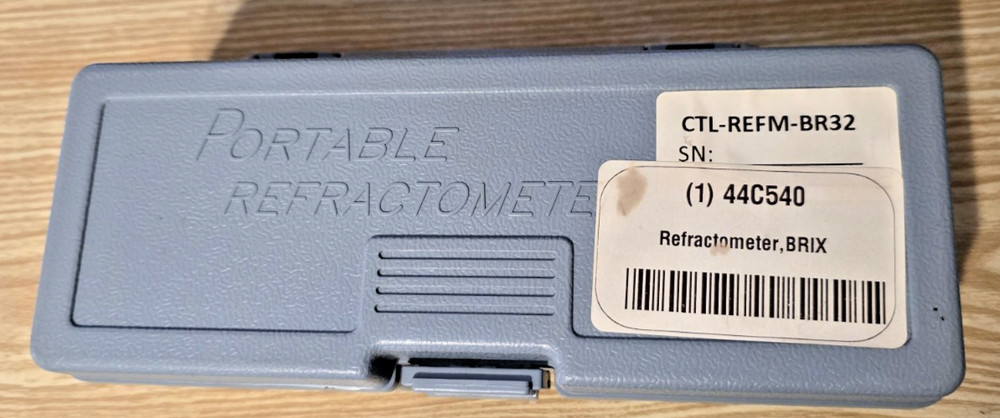 PORTABLE
REFRACTOMETE
CTL-REFM-BR32
SN:
(1) 44C540
Refractometer,BRIX